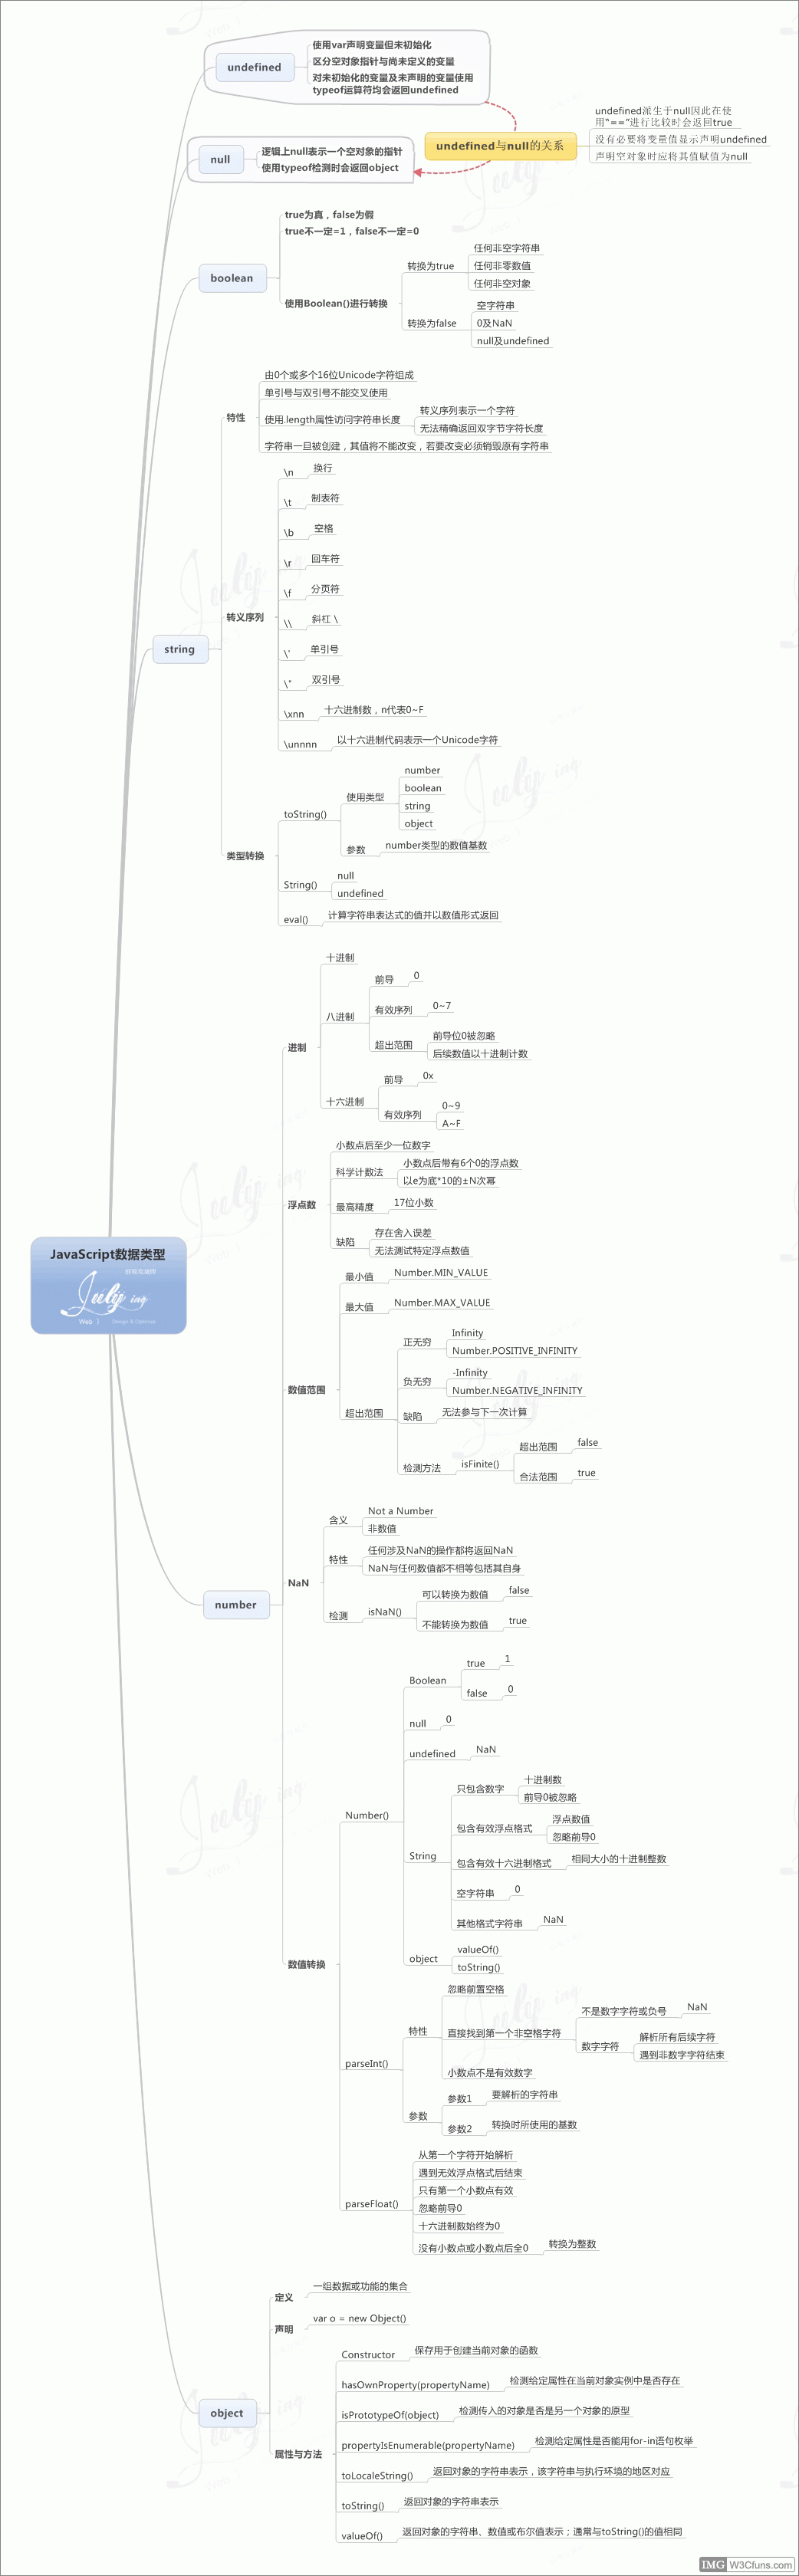 undefined
使用var声明变量但未初始化
区分空对象指针与尚未定义的变量
对未初始化的变量及未声明的变量使用
typeof运算符均会返回undefined
undefined与null的关系
undefined派生于null因此在使
用"=="进行比较时会返回true
没有必要将变量值显示声明undefined
声明空对象时应将其值赋值为null
null
逻辑上null表示一个空对象的指针
使用typeof检测时会返回object
boolean
true为真，false为假
true不一定=1，false不一定=0
使用Boolean()进行转换
转换为true
任何非空字符串
任何非零数值
任何非空对象
转换为false
空字符串
0及NaN
null及undefined
string
特性
由0个或多个16位Unicode字符组成
单引号与双引号不能交叉使用
使用.length属性访问字符串长度
转义序列表示一个字符
无法精确返回双字节字符长度
字符串一旦被创建，其值将不能改变，若要改变必须销毁原有字符串
转义序列
\n
换行
\t
制表符
\b
空格
\r
回车符
\f
分页符
\\
斜杠 \
\'
单引号
\"
双引号
\xnn
十六进制数，n代表0~F
\unnnn
以十六进制代码表示一个Unicode字符
类型转换
toString()
使用类型
number
boolean
string
object
参数
number类型的数值基数
String()
null
undefined
eval()
计算字符串表达式的值并以数值形式返回
JavaScript数据类型
July ing
Web
Design & Optimize
number
进制
十进制
八进制
前导
0
有效序列
0~7
超出范围
前导位0被忽略
后续数值以十进制计数
十六进制
前导
0x
有效序列
0~9
A~F
浮点数
小数点后至少一位数字
科学计数法
小数点后带有6个0的浮点数
以e为底*10的±N次幂
最高精度
17位小数
缺陷
存在舍入误差
无法测试特定浮点数值
数值范围
最小值
Number.MIN_VALUE
最大值
Number.MAX_VALUE
超出范围
正无穷
Infinity
Number.POSITIVE_INFINITY
负无穷
-Infinity
Number.NEGATIVE_INFINITY
缺陷
无法参与下一次计算
检测方法
isFinite()
超出范围
false
合法范围
true
NaN
含义
Not a Number
非数值
特性
任何涉及NaN的操作都将返回NaN
NaN与任何数值都不相等包括其自身
检测
isNaN()
可以转换为数值
false
不能转换为数值
true
数值转换
Number()
Boolean
true
1
false
0
null
0
undefined
NaN
String
只包含数字
十进制数
前导0被忽略
包含有效浮点格式
浮点数值
忽略前导0
包含有效十六进制格式
相同大小的十进制整数
空字符串
0
其他格式字符串
NaN
object
valueOf()
toString()
parseInt()
特性
忽略前置空格
直接找到第一个非空格字符
不是数字字符或负号
NaN
数字字符
解析所有后续字符
遇到非数字字符结束
小数点不是有效数字
参数
参数1
要解析的字符串
参数2
转换时所使用的基数
parseFloat()
从第一个字符开始解析
遇到无效浮点格式后结束
只有第一个小数点有效
忽略前导0
十六进制数始终为0
没有小数点或小数点后全0
转换为整数
object
定义
一组数据或功能的集合
声明
var o = new Object()
属性与方法
Constructor
保存用于创建当前对象的函数
hasOwnProperty(propertyName)
检测给定属性在当前对象实例中是否存在
isPrototypeOf(object)
检测传入的对象是否是另一个对象的原型
propertyIsEnumerable(propertyName)
检测给定属性是否能用for-in语句枚举
toLocaleString()
返回对象的字符串表示，该字符串与执行环境的地区对应
toString()
返回对象的字符串表示
valueOf()
返回对象的字符串、数值或布尔值表示；通常与toString()的值相同
IMG W3Cfuns.com